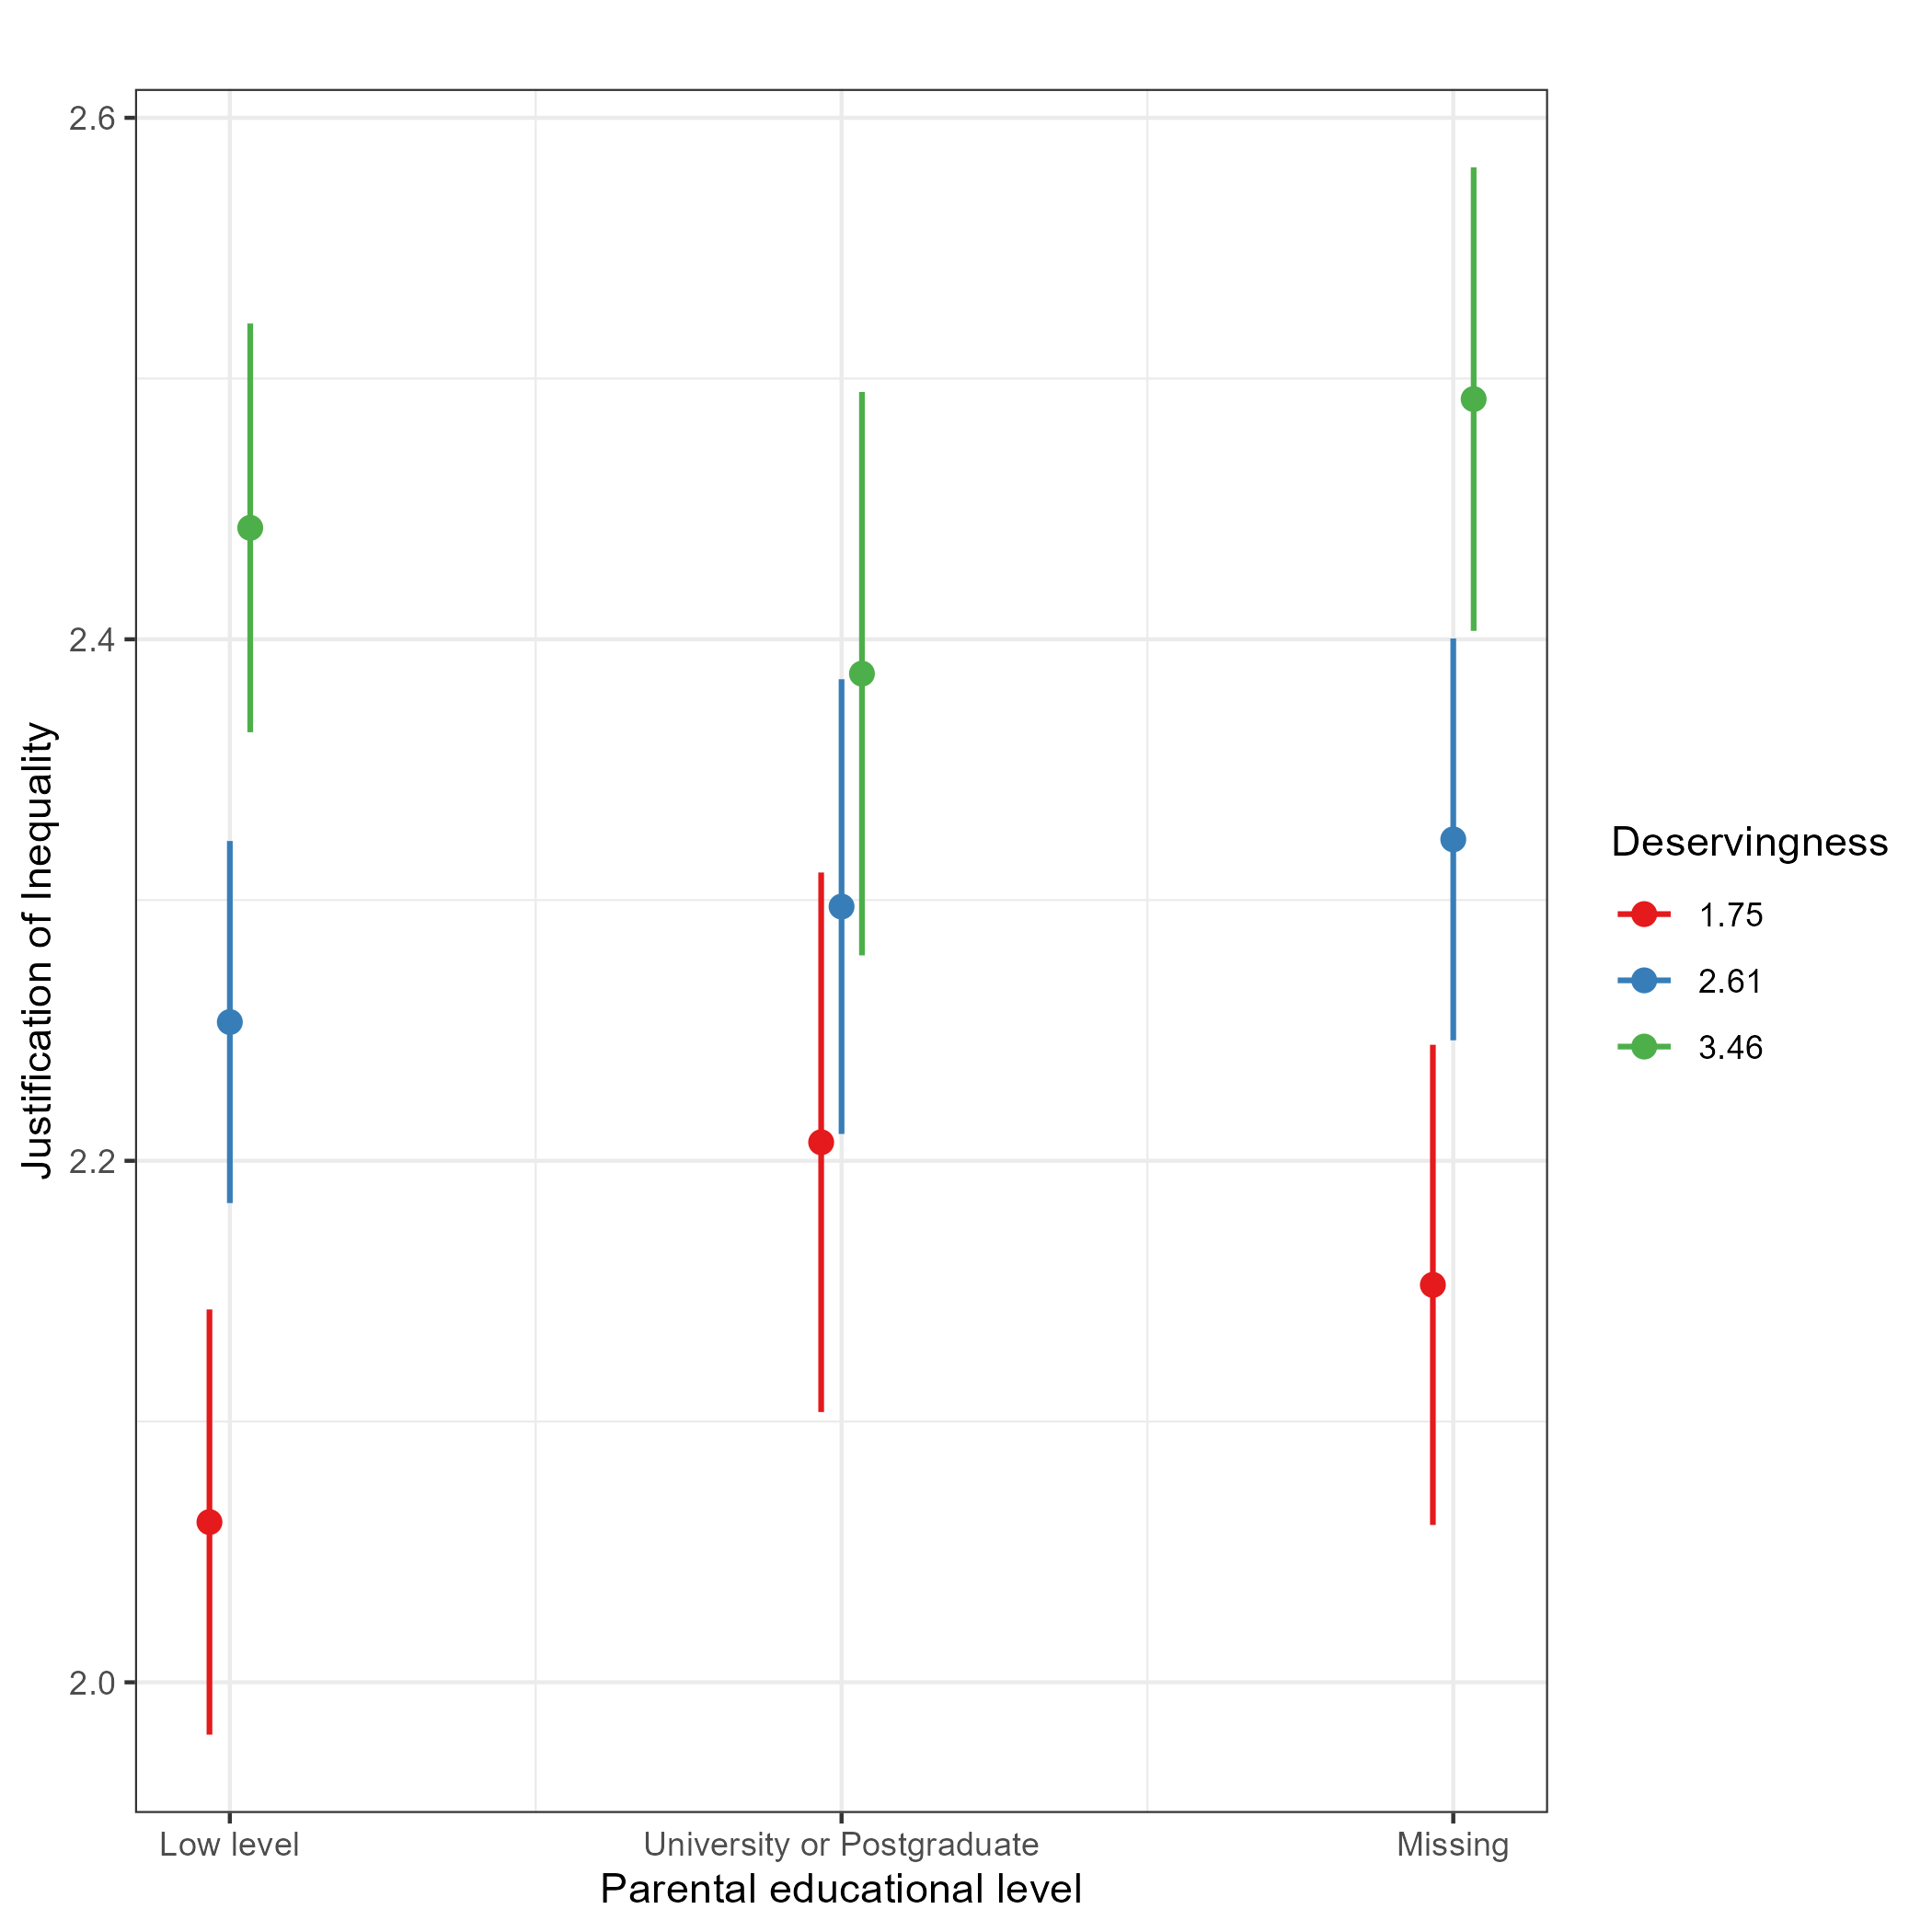 2.6
2.4
2.2
2.0
Justification of Inequality
Low level
University or Postgraduate
Missing
Parental educational level
Deservingness
1.75
2.61
3.46